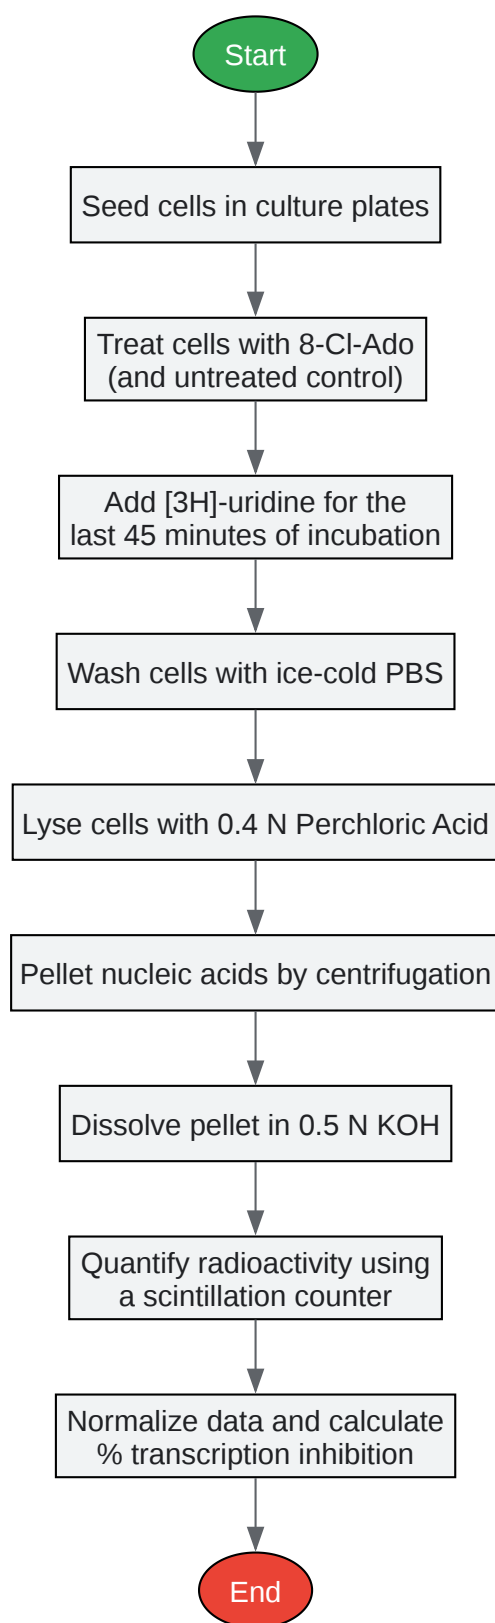 Start
Seed cells in culture plates
Treat cells with 8-Cl-Ado
(and untreated control)
Add [3H]-uridine for the
last 45 minutes of incubation
Wash cells with ice-cold PBS
Lyse cells with 0.4 N Perchloric Acid
Pellet nucleic acids by centrifugation
Dissolve pellet in 0.5 N KOH
Quantify radioactivity using
a scintillation counter
Normalize data and calculate
% transcription inhibition
End